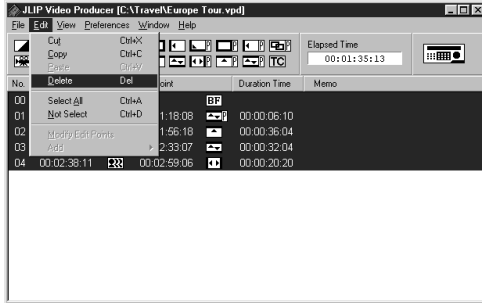 JLIP Video Producer [C:\Travel\Europe Tour.vpd]
File Edit View Preferences Window Help
Cut Ctrl+X
Copy Ctrl+C
Paste Ctrl+V
Delete Del
Select All Ctrl+A
Not Select Ctrl+D
Modify Edit Points
Add
P P P P
P P TC
Elapsed Time
00:01:35:13
No. oint Duration Time Memo
00 BF
01 1:18:08 P 00:00:06:10
02 1:56:18 00:00:36:04
03 2:33:07 00:00:32:04
04 00:02:38:11 00:02:59:06 00:00:20:20